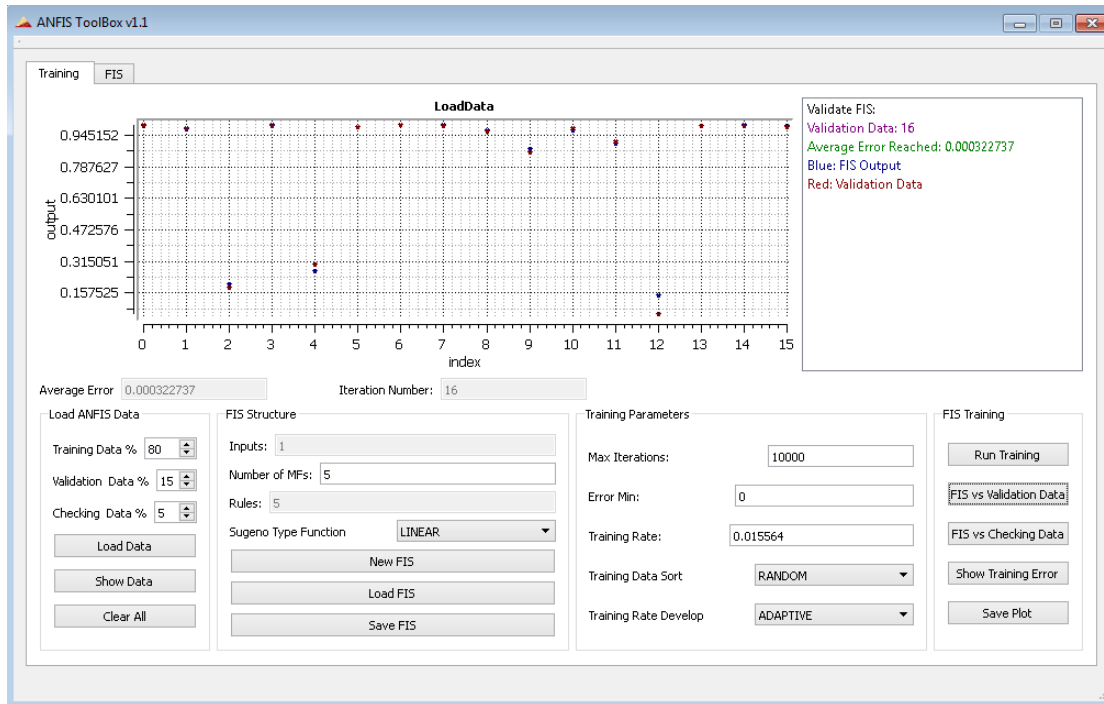 ANFIS ToolBox v1.1
Training FIS
LoadData
0.945152
0.787627
0.630101
0.472576
0.315051
0.157525
output
0 1 2 3 4 5 6 7 8 9 10 11 12 13 14 15
index
Validate FIS:
Validation Data: 16
Average Error Reached: 0.000322737
Blue: FIS Output
Red: Validation Data
Average Error 0.000322737 Iteration Number: 16
Load ANFIS Data
Training Data % 80
Validation Data % 15
Checking Data % 5
Load Data
Show Data
Clear All
FIS Structure
Inputs: 1
Number of MFs: 5
Rules: 5
Sugeno Type Function LINEAR
New FIS
Load FIS
Save FIS
Training Parameters
Max Iterations: 10000
Error Min: 0
Training Rate: 0.015564
Training Data Sort RANDOM
Training Rate Develop ADAPTIVE
FIS Training
Run Training
FIS vs Validation Data
FIS vs Checking Data
Show Training Error
Save Plot